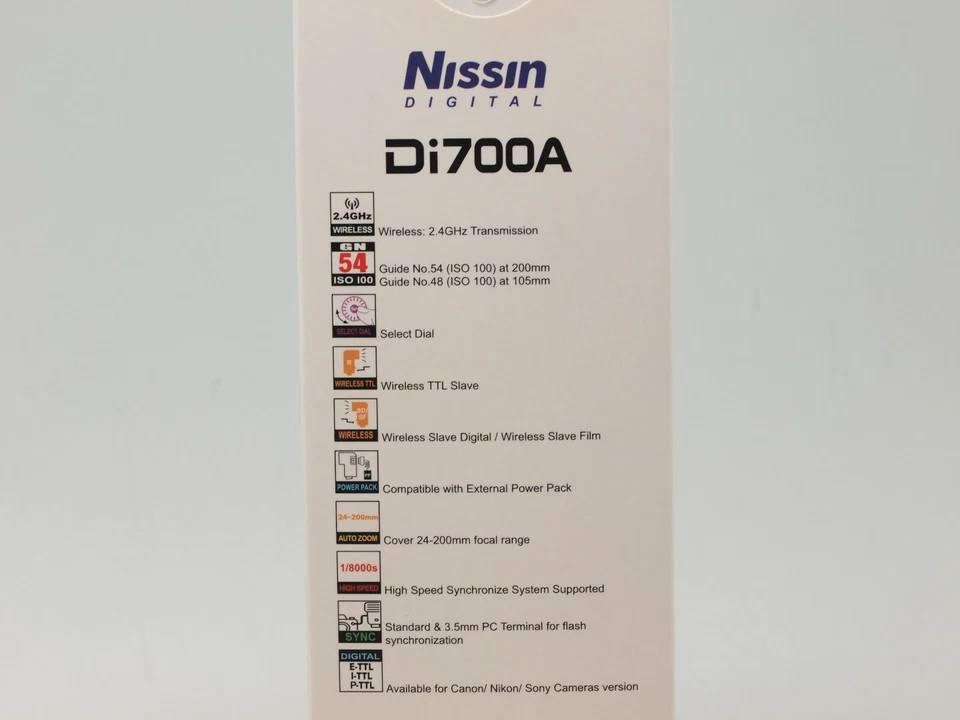 Nissin
DIGITAL
Di700A
2.4GHz
WIRELESS
Wireless: 2.4GHz Transmission
GN
54
ISO 100
Guide No.54 (ISO 100) at 200mm
Guide No.48 (ISO 100) at 105mm
SELECT DIAL
Select Dial
WIRELESS TTL
Wireless TTL Slave
SD/
SF
WIRELESS
Wireless Slave Digital / Wireless Slave Film
POWER PACK
Compatible with External Power Pack
24~200mm
AUTO ZOOM
Cover 24-200mm focal range
1/8000s
HIGH SPEED
High Speed Synchronize System Supported
SYNC
Standard & 3.5mm PC Terminal for flash
synchronization
DIGITAL
E-TTL
I-TTL
P-TTL
Available for Canon/ Nikon/ Sony Cameras version